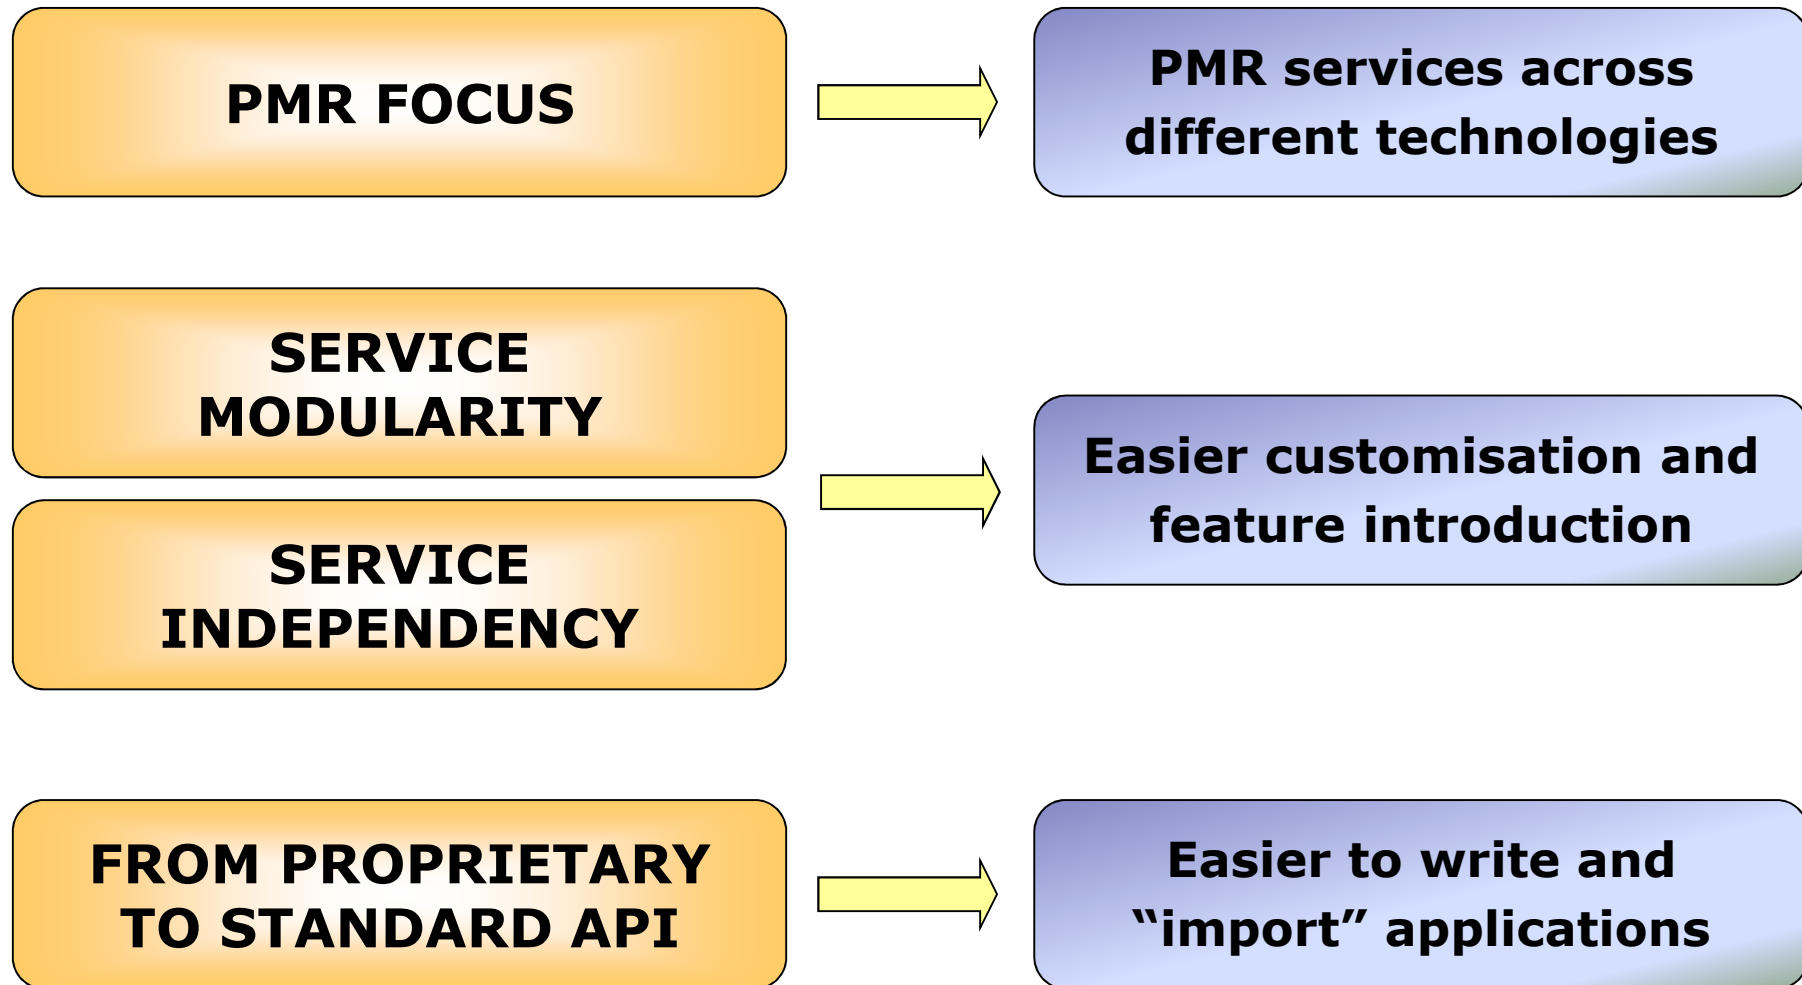 PMR FOCUS
PMR services across
different technologies
SERVICE
MODULARITY
SERVICE
INDEPENDENCY
Easier customisation and
feature introduction
FROM PROPRIETARY
TO STANDARD API
Easier to write and
“import” applications